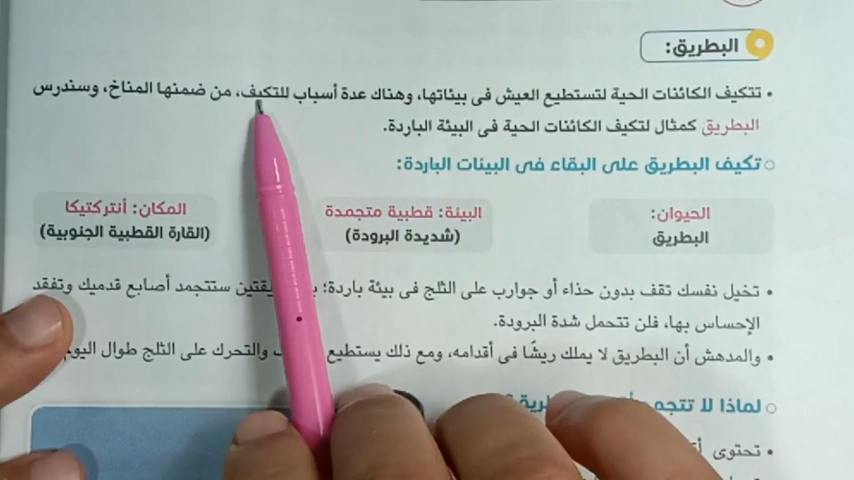 البطريق:
• تتكيف الكائنات الحية لتستطيع العيش فى بيئاتها، وهناك عدة أسباب للتكيف، من ضمنها المناخ، وسندرس
البطريق كمثال لتكيف الكائنات الحية فى البيئة الباردة.
تكيف البطريق على البقاء فى البيئات الباردة:
الحيوان:
البطريق
البيئة: قطبية متجمدة
(شديدة البرودة)
المكان: أنتركتيكا
(القارة القطبية الجنوبية)
• تخيل نفسك تقف بدون حذاء أو جوارب على الثلج فى بيئة باردة؛ ستتجمد أصابع قدميك وتفقد
الإحساس بها، فلن تتحمل شدة البرودة.
• والمدهش أن البطريق لا يملك ريشًا فى أقدامه، ومع ذلك يستطيع والتحرك على الثلج طوال اليوم
لماذا لا تتجمد
• تحتوى